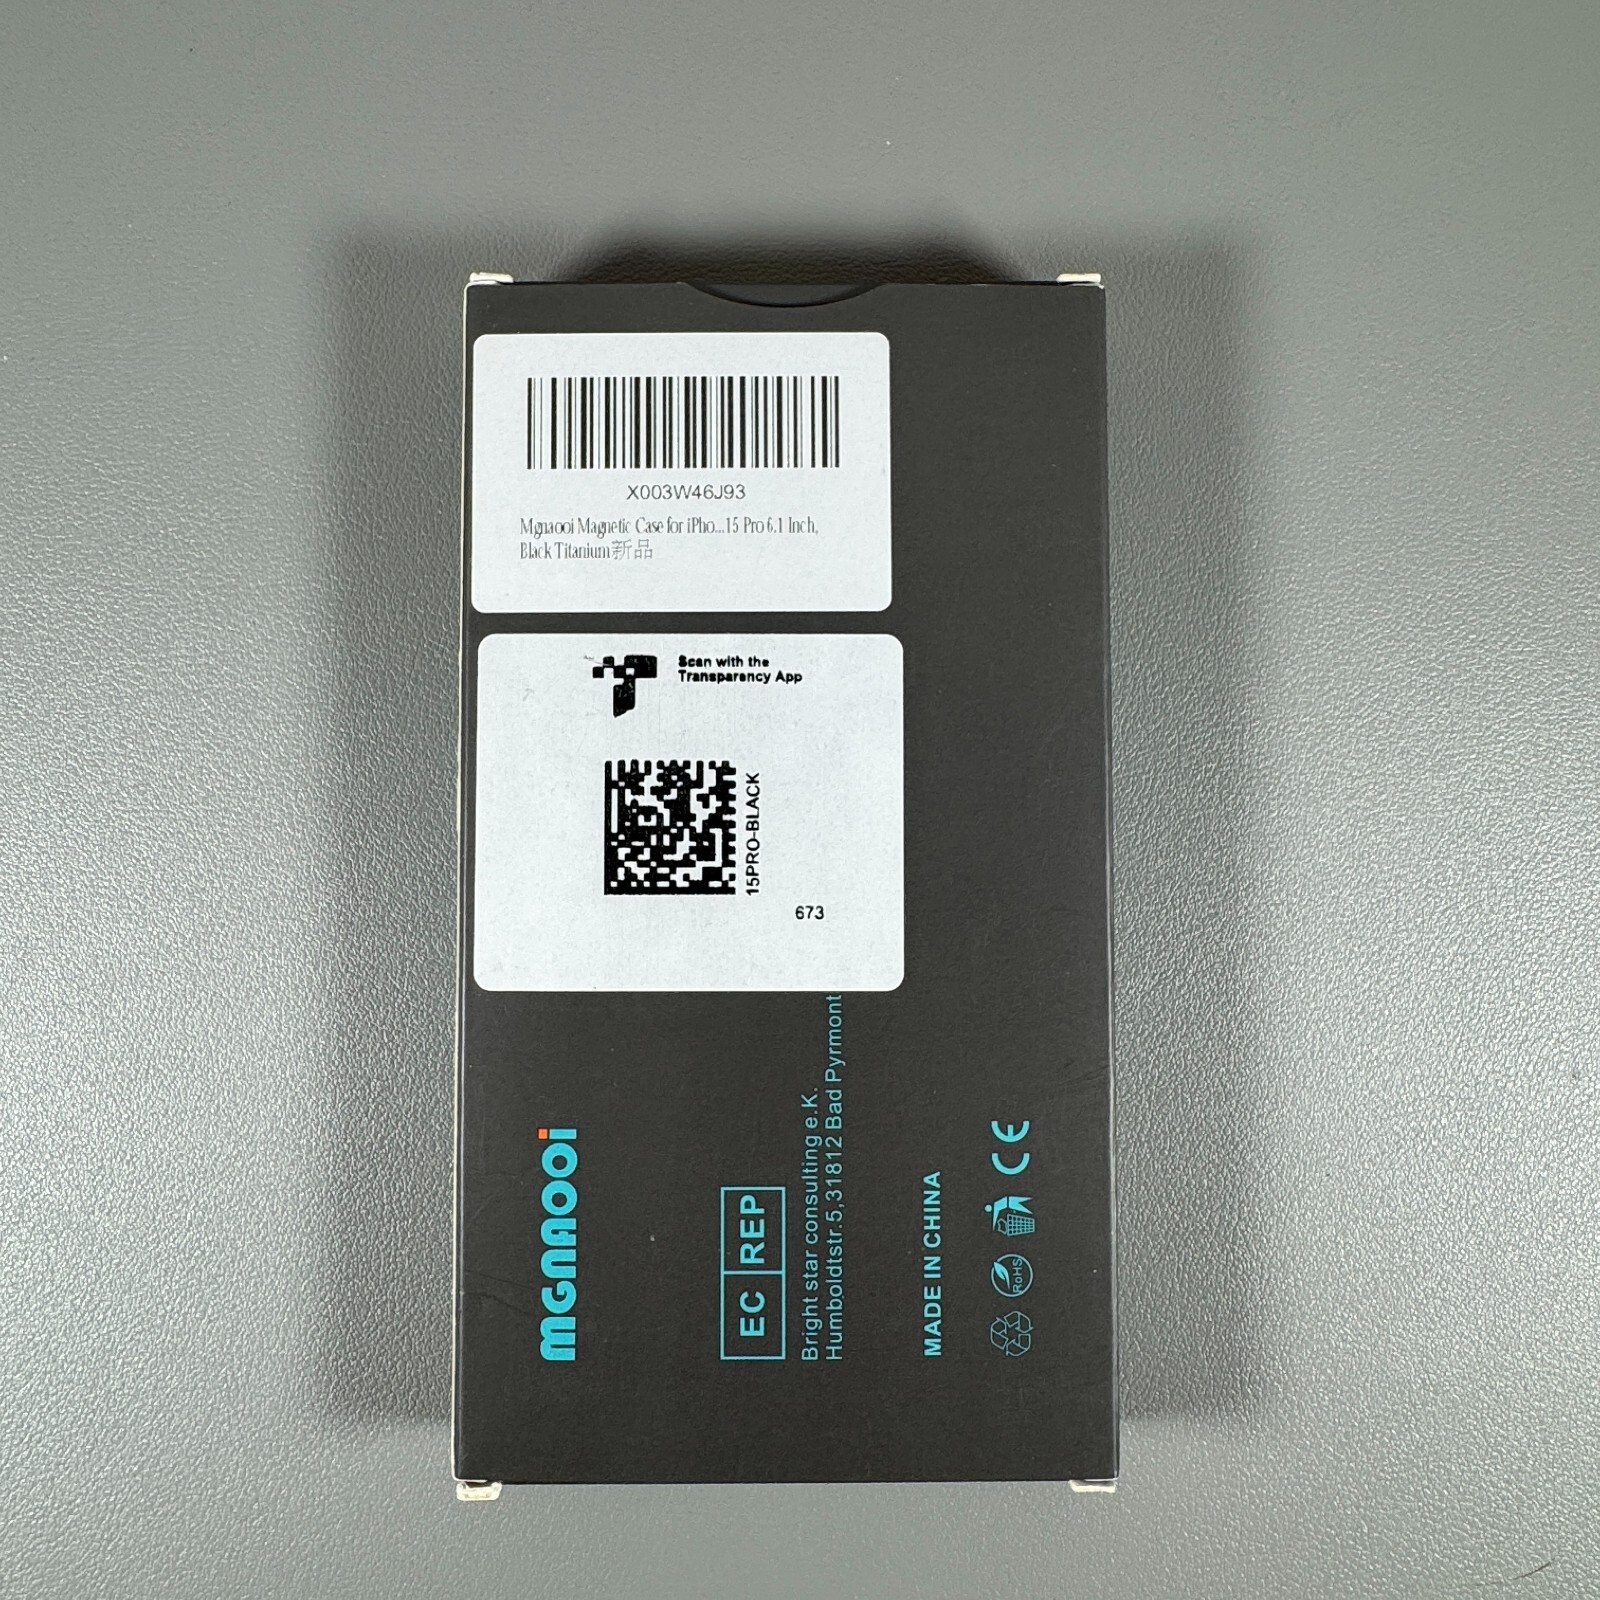 X003W46J93
Mgnaooi Magnetic Case for iPho...15 Pro 6.1 Inch,
Black Titanium新品
Scan with the
Transparency App
15PRO-BLACK
673
mgnaooi
EC REP
Bright star consulting e.K.
Humboldtstr.5,31812 Bad Pyrmont
MADE IN CHINA
RoHS
CE